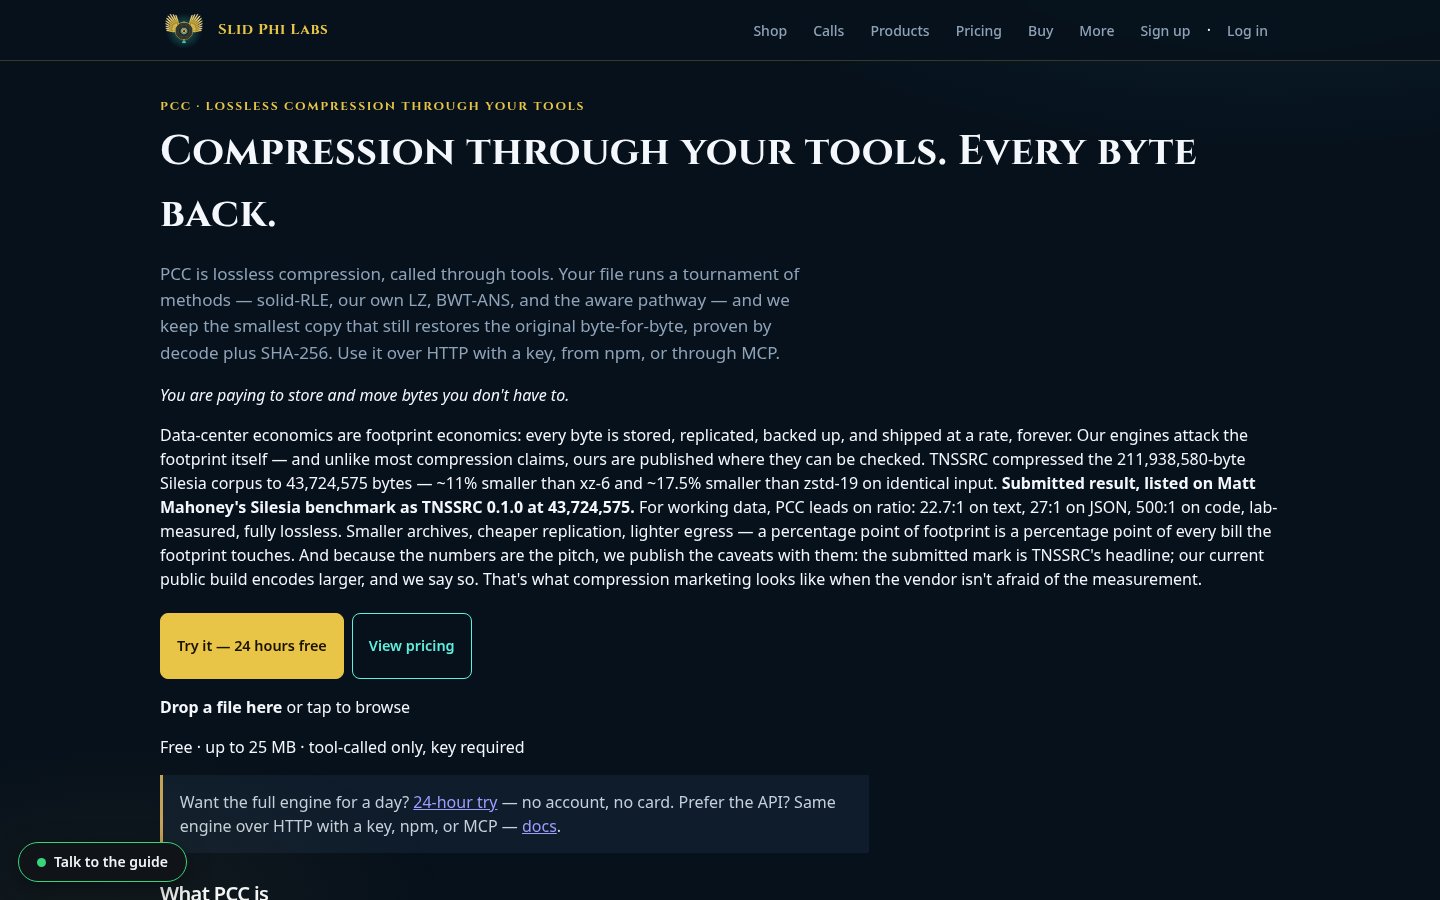 Slid Phi Labs
Shop Calls Products Pricing Buy More Sign up · Log in
PCC · LOSSLESS COMPRESSION THROUGH YOUR TOOLS
Compression through your tools. Every byte
back.
PCC is lossless compression, called through tools. Your file runs a tournament of
methods — solid-RLE, our own LZ, BWT-ANS, and the aware pathway — and we
keep the smallest copy that still restores the original byte-for-byte, proven by
decode plus SHA-256. Use it over HTTP with a key, from npm, or through MCP.
You are paying to store and move bytes you don't have to.
Data-center economics are footprint economics: every byte is stored, replicated, backed up, and shipped at a rate, forever. Our engines attack the
footprint itself — and unlike most compression claims, ours are published where they can be checked. TNSSRC compressed the 211,938,580-byte
Silesia corpus to 43,724,575 bytes — ~11% smaller than xz-6 and ~17.5% smaller than zstd-19 on identical input. Submitted result, listed on Matt
Mahoney's Silesia benchmark as TNSSRC 0.1.0 at 43,724,575. For working data, PCC leads on ratio: 22.7:1 on text, 27:1 on JSON, 500:1 on code, lab-
measured, fully lossless. Smaller archives, cheaper replication, lighter egress — a percentage point of footprint is a percentage point of every bill the
footprint touches. And because the numbers are the pitch, we publish the caveats with them: the submitted mark is TNSSRC's headline; our current
public build encodes larger, and we say so. That's what compression marketing looks like when the vendor isn't afraid of the measurement.
Try it — 24 hours free
View pricing
Drop a file here or tap to browse
Free · up to 25 MB · tool-called only, key required
Want the full engine for a day? 24-hour try — no account, no card. Prefer the API? Same
engine over HTTP with a key, npm, or MCP — docs.
Talk to the guide
What PCC is